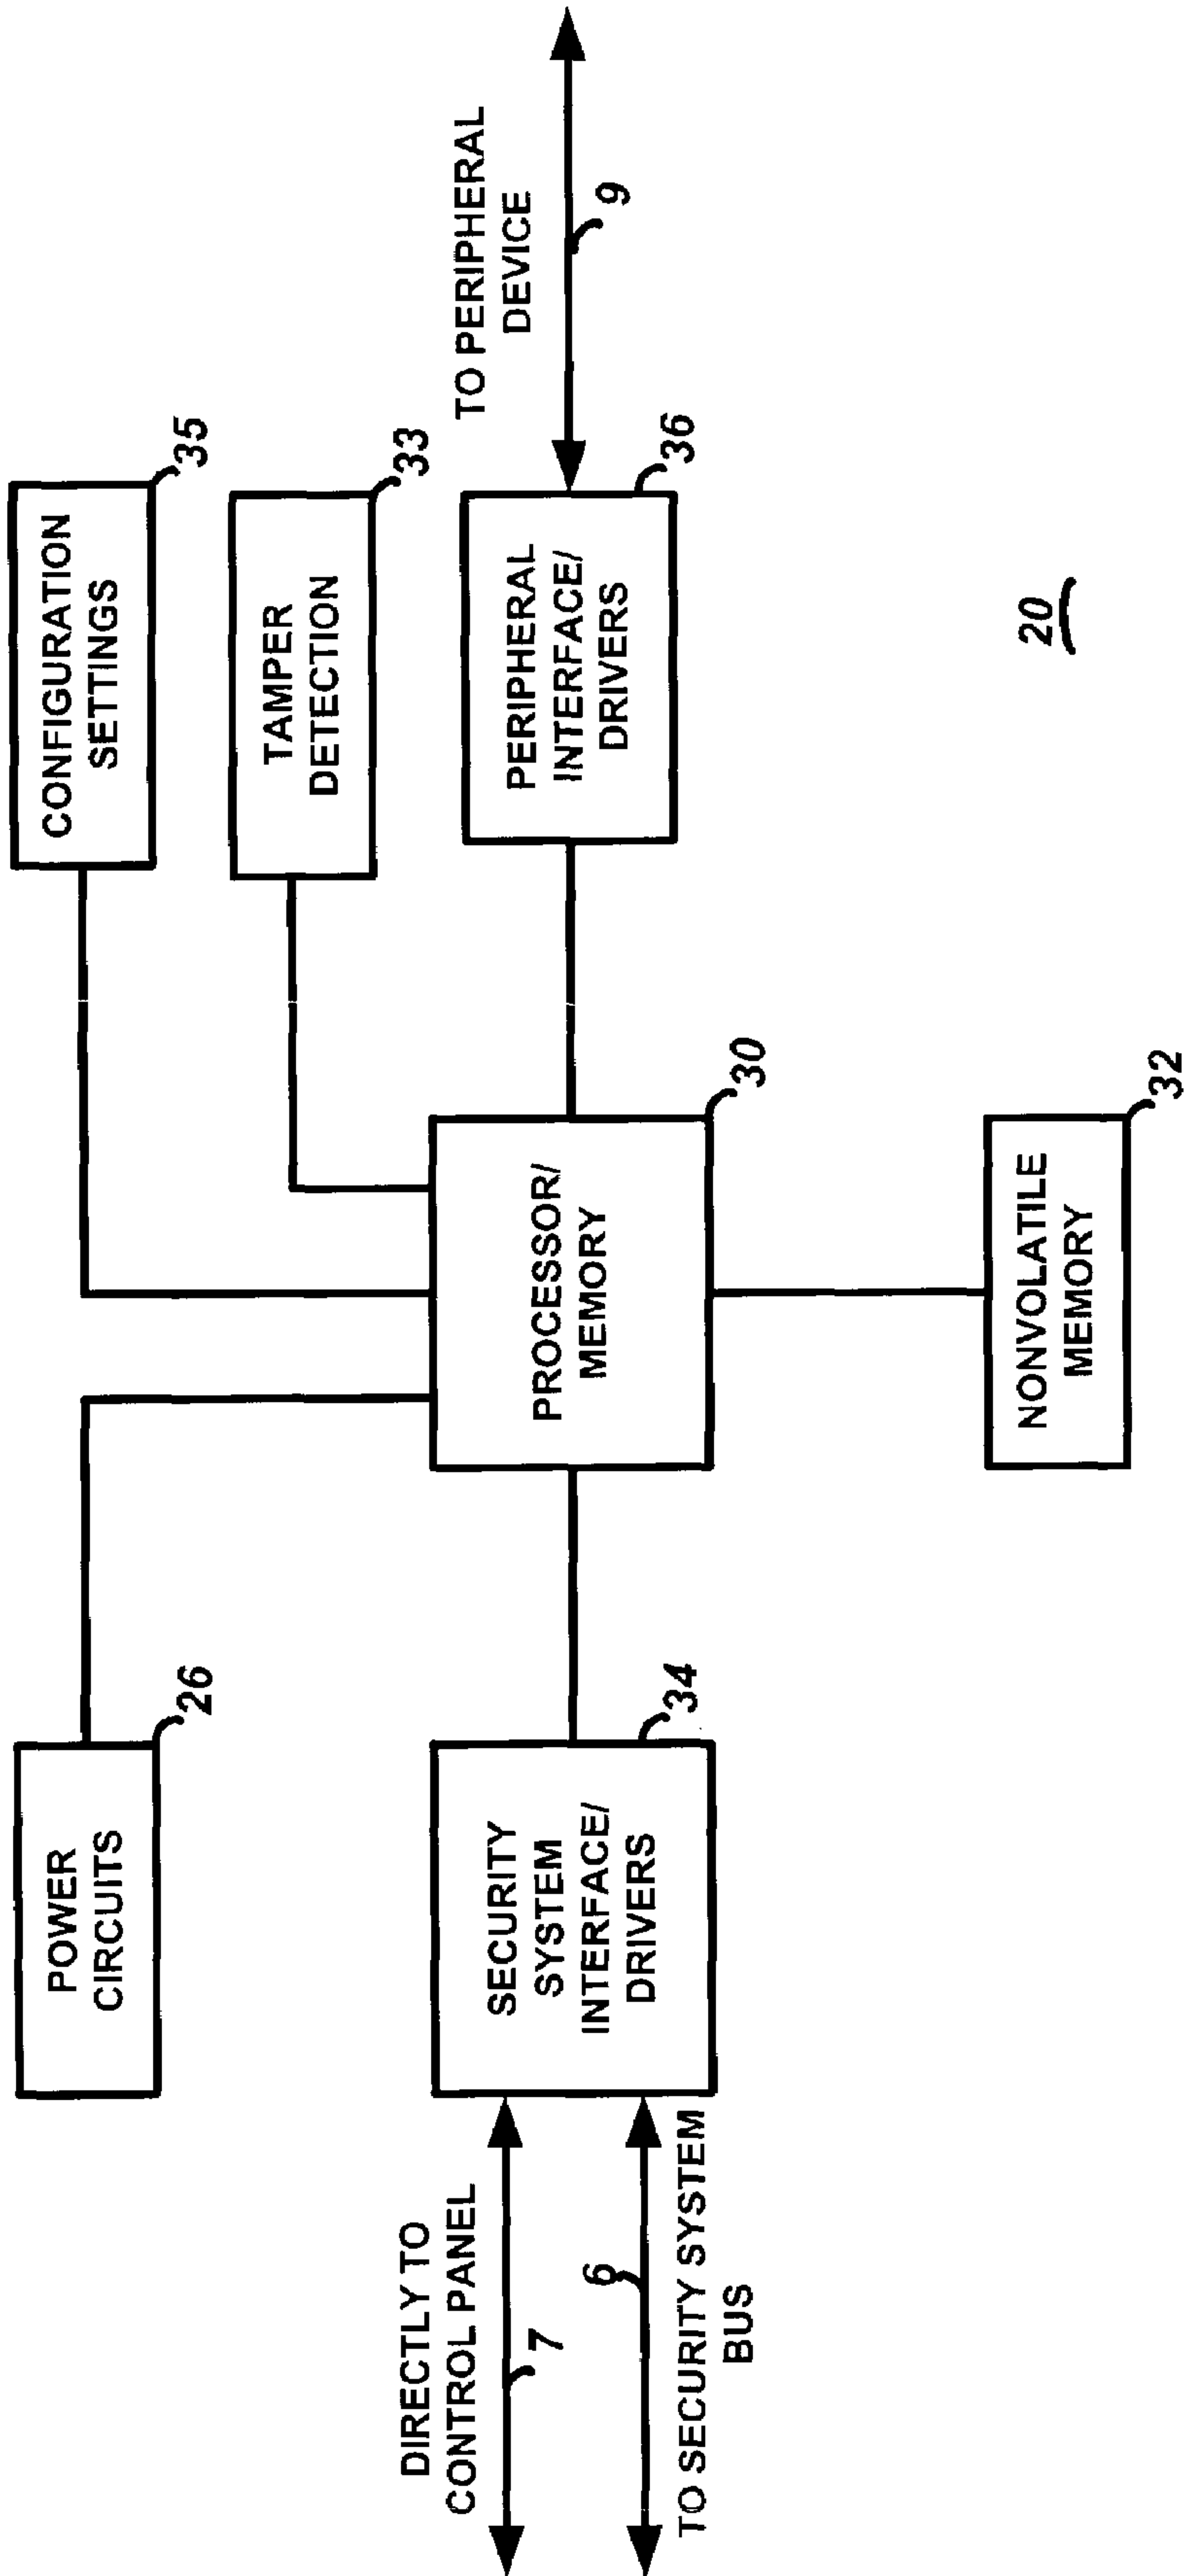 CONFIGURATION
SETTINGS
35
POWER
CIRCUITS
26
TAMPER
DETECTION
33
DIRECTLY TO
CONTROL PANEL
7
6
TO SECURITY SYSTEM
BUS
SECURITY
SYSTEM
INTERFACE/
DRIVERS
34
PROCESSOR/
MEMORY
30
PERIPHERAL
INTERFACE/
DRIVERS
36
TO PERIPHERAL
DEVICE
9
NONVOLATILE
MEMORY
32
20